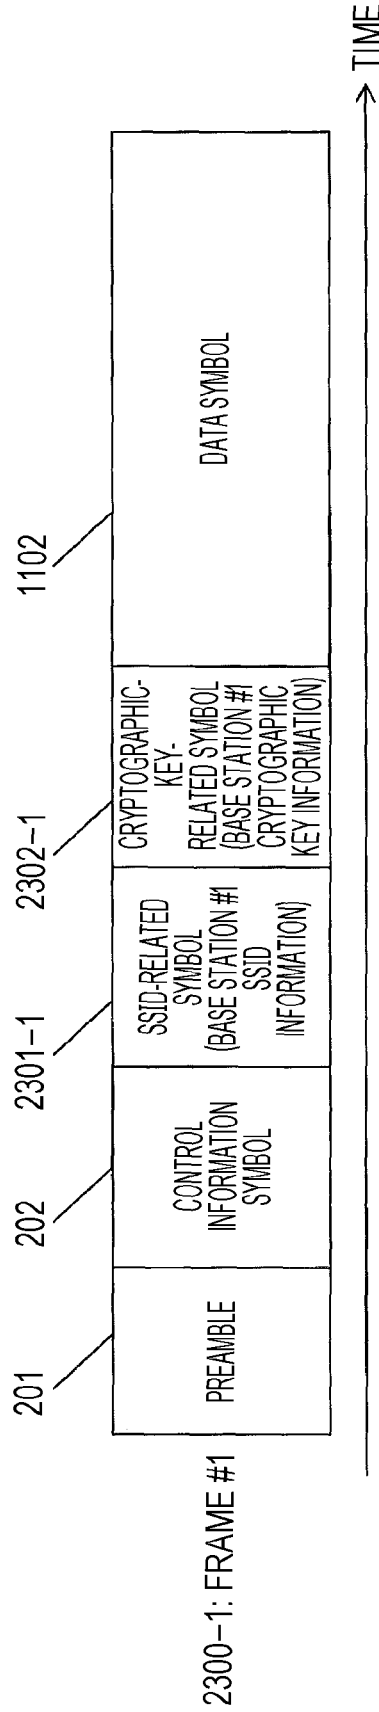 201
202
2301-1
2302-1
1102
2300-1: FRAME #1
PREAMBLE
CONTROL
INFORMATION
SYMBOL
SSID-RELATED
SYMBOL
(BASE STATION #1
SSID
INFORMATION)
CRYPTOGRAPHIC-
KEY-
RELATED SYMBOL
(BASE STATION #1
CRYPTOGRAPHIC
KEY INFORMATION)
DATA SYMBOL
TIME